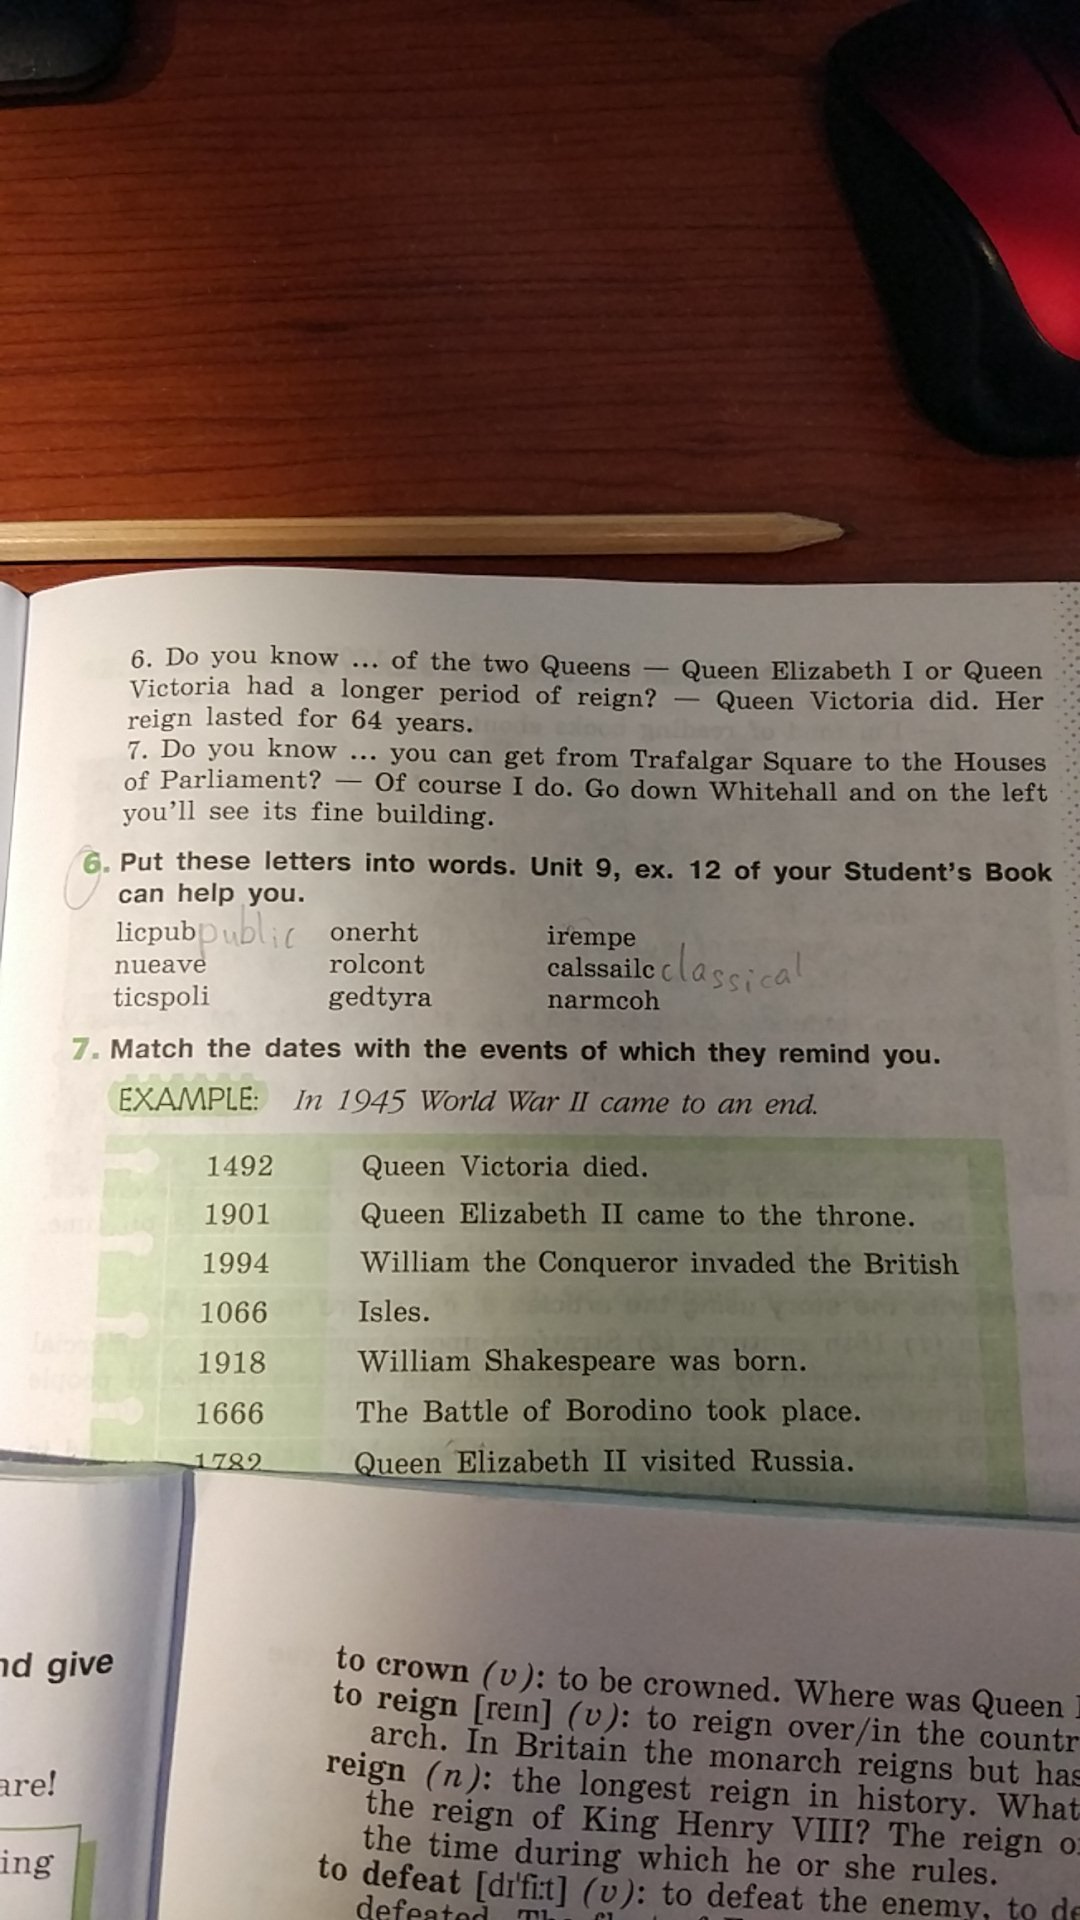 6. Do you know ... of the two Queens — Queen Elizabeth I or Queen
Victoria had a longer period of reign? — Queen Victoria did. Her
reign lasted for 64 years.
7. Do you know ... you can get from Trafalgar Square to the Houses
of Parliament? — Of course I do. Go down Whitehall and on the left
you'll see its fine building.
6. Put these letters into words. Unit 9, ex. 12 of your Student's Book
can help you.
licpub public onerht irempe
nueave rolcont calssailc classical
ticspoli gedtyra narmcoh
7. Match the dates with the events of which they remind you.
EXAMPLE: In 1945 World War II came to an end.
1492 Queen Victoria died.
1901 Queen Elizabeth II came to the throne.
1994 William the Conqueror invaded the British
1066 Isles.
1918 William Shakespeare was born.
1666 The Battle of Borodino took place.
1782 Queen Elizabeth II visited Russia.
nd give
are!
ing
to crown (v): to be crowned. Where was Queen
to reign [reɪn] (v): to reign over/in the countr
arch. In Britain the monarch reigns but has
reign (n): the longest reign in history. What
the reign of King Henry VIII? The reign o
the time during which he or she rules.
to defeat [dɪˈfiːt] (v): to defeat the enemy, to de
defeated.